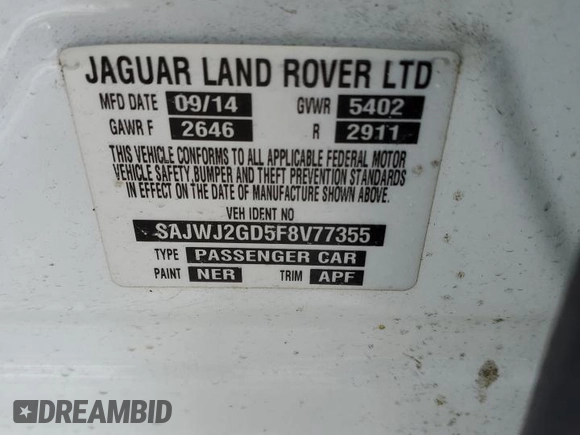 JAGUAR LAND ROVER LTD
MFD DATE 09/14 GVWR 5402
GAWR F 2646 R 2911
THIS VEHICLE CONFORMS TO ALL APPLICABLE FEDERAL MOTOR
VEHICLE SAFETY, BUMPER AND THEFT PREVENTION STANDARDS
IN EFFECT ON THE DATE OF MANUFACTURE SHOWN ABOVE.
VEH IDENT NO
SAJWJ2GD5F8V77355
TYPE PASSENGER CAR
PAINT NER TRIM APF
DREAMBID